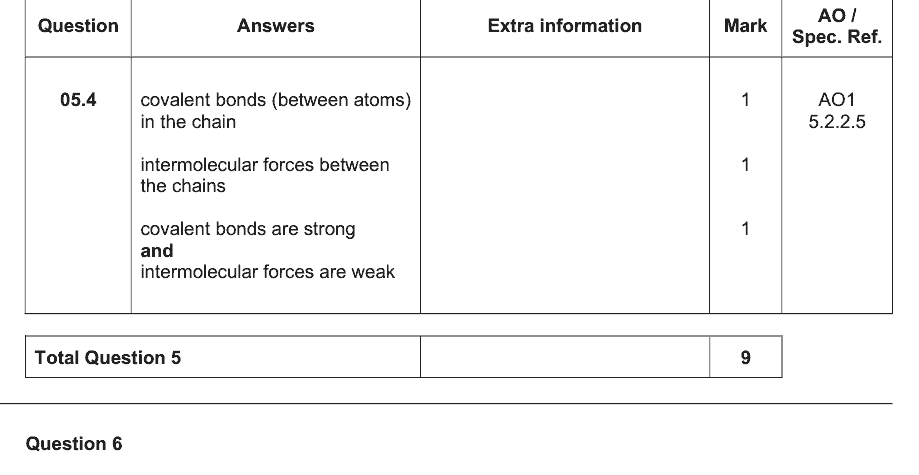 Question Answers Extra information Mark AO /
Spec. Ref.
05.4 covalent bonds (between atoms) 1 AO1
in the chain 5.2.2.5
intermolecular forces between 1
the chains
covalent bonds are strong 1
and
intermolecular forces are weak
Total Question 5 9
Question 6